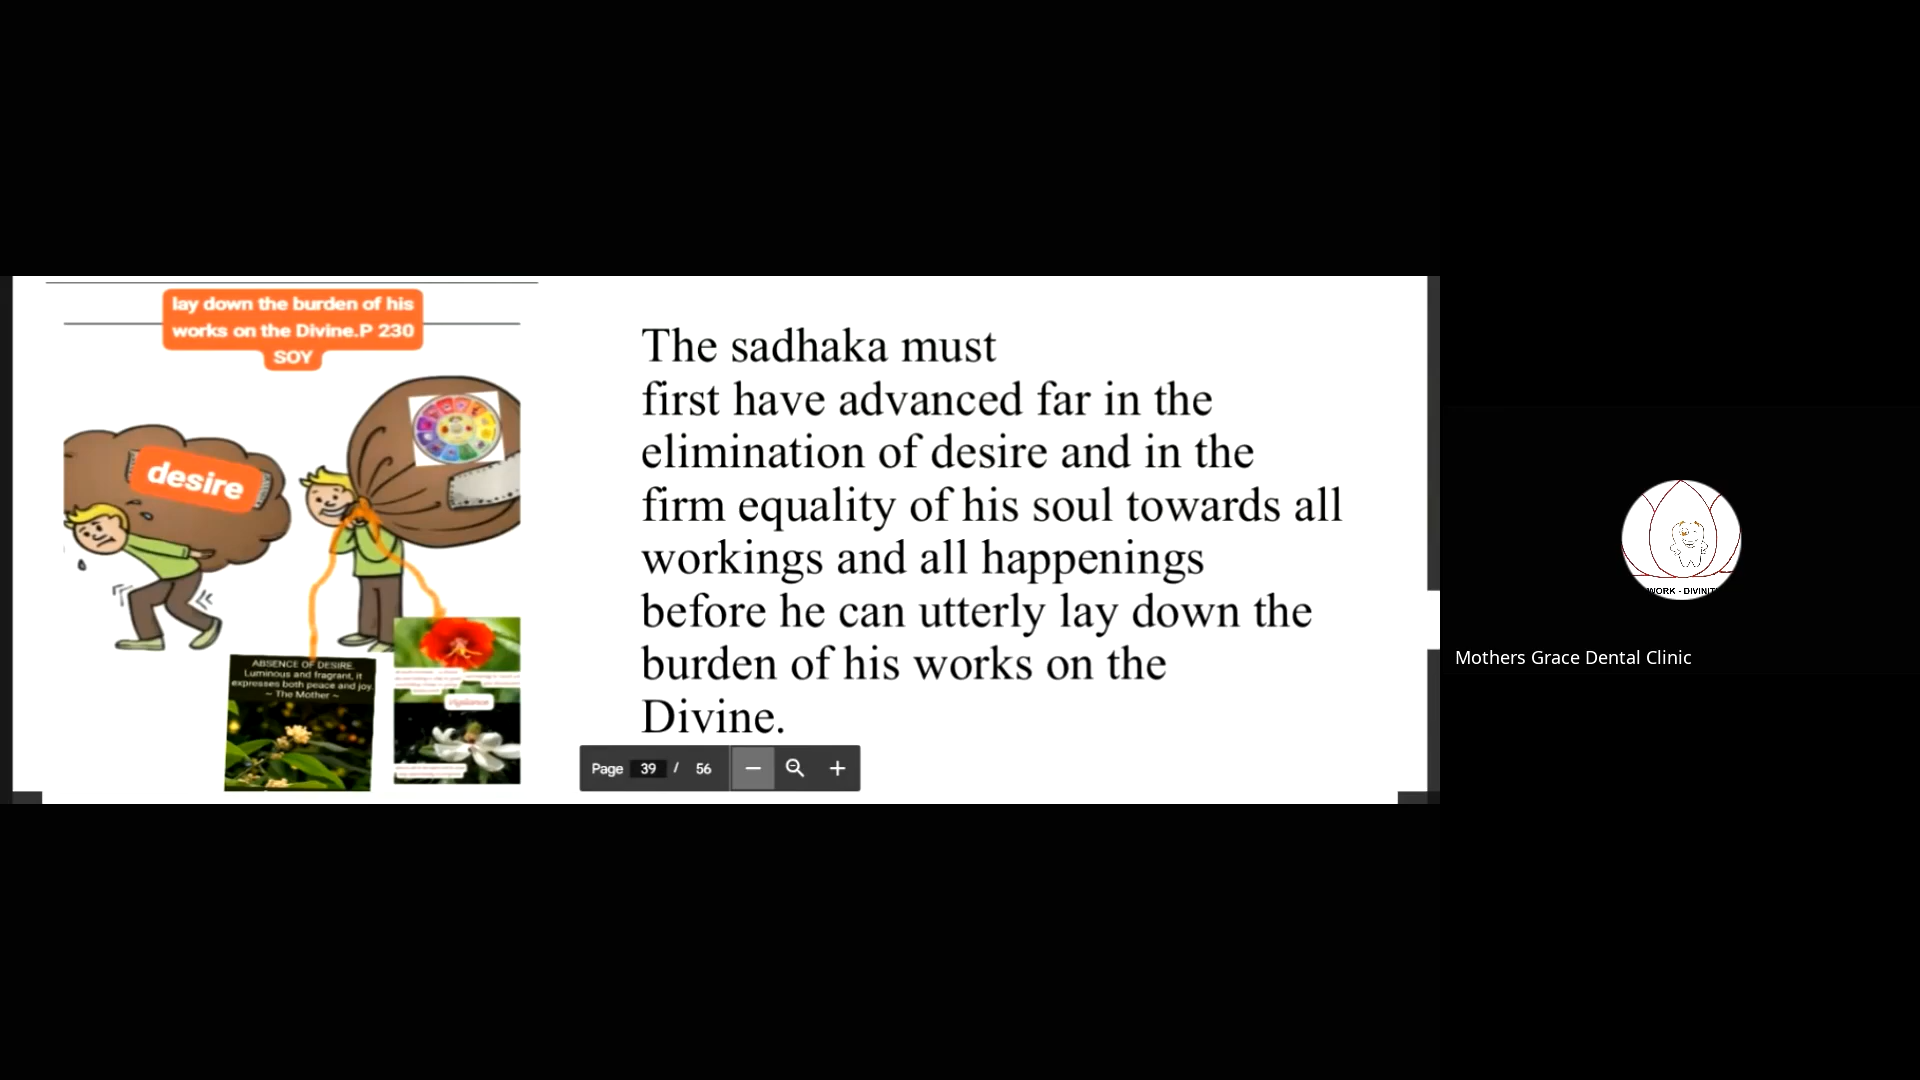 lay down the burden of his
works on the Divine.P 230
SOY
desire
ABSENCE OF DESIRE.
Luminous and fragrant, it
expresses both peace and joy.
~ The Mother ~
The sadhaka must
first have advanced far in the
elimination of desire and in the
firm equality of his soul towards all
workings and all happenings
before he can utterly lay down the
burden of his works on the
Divine.
Page 39 / 56
WORK - DIVINIT
Mothers Grace Dental Clinic